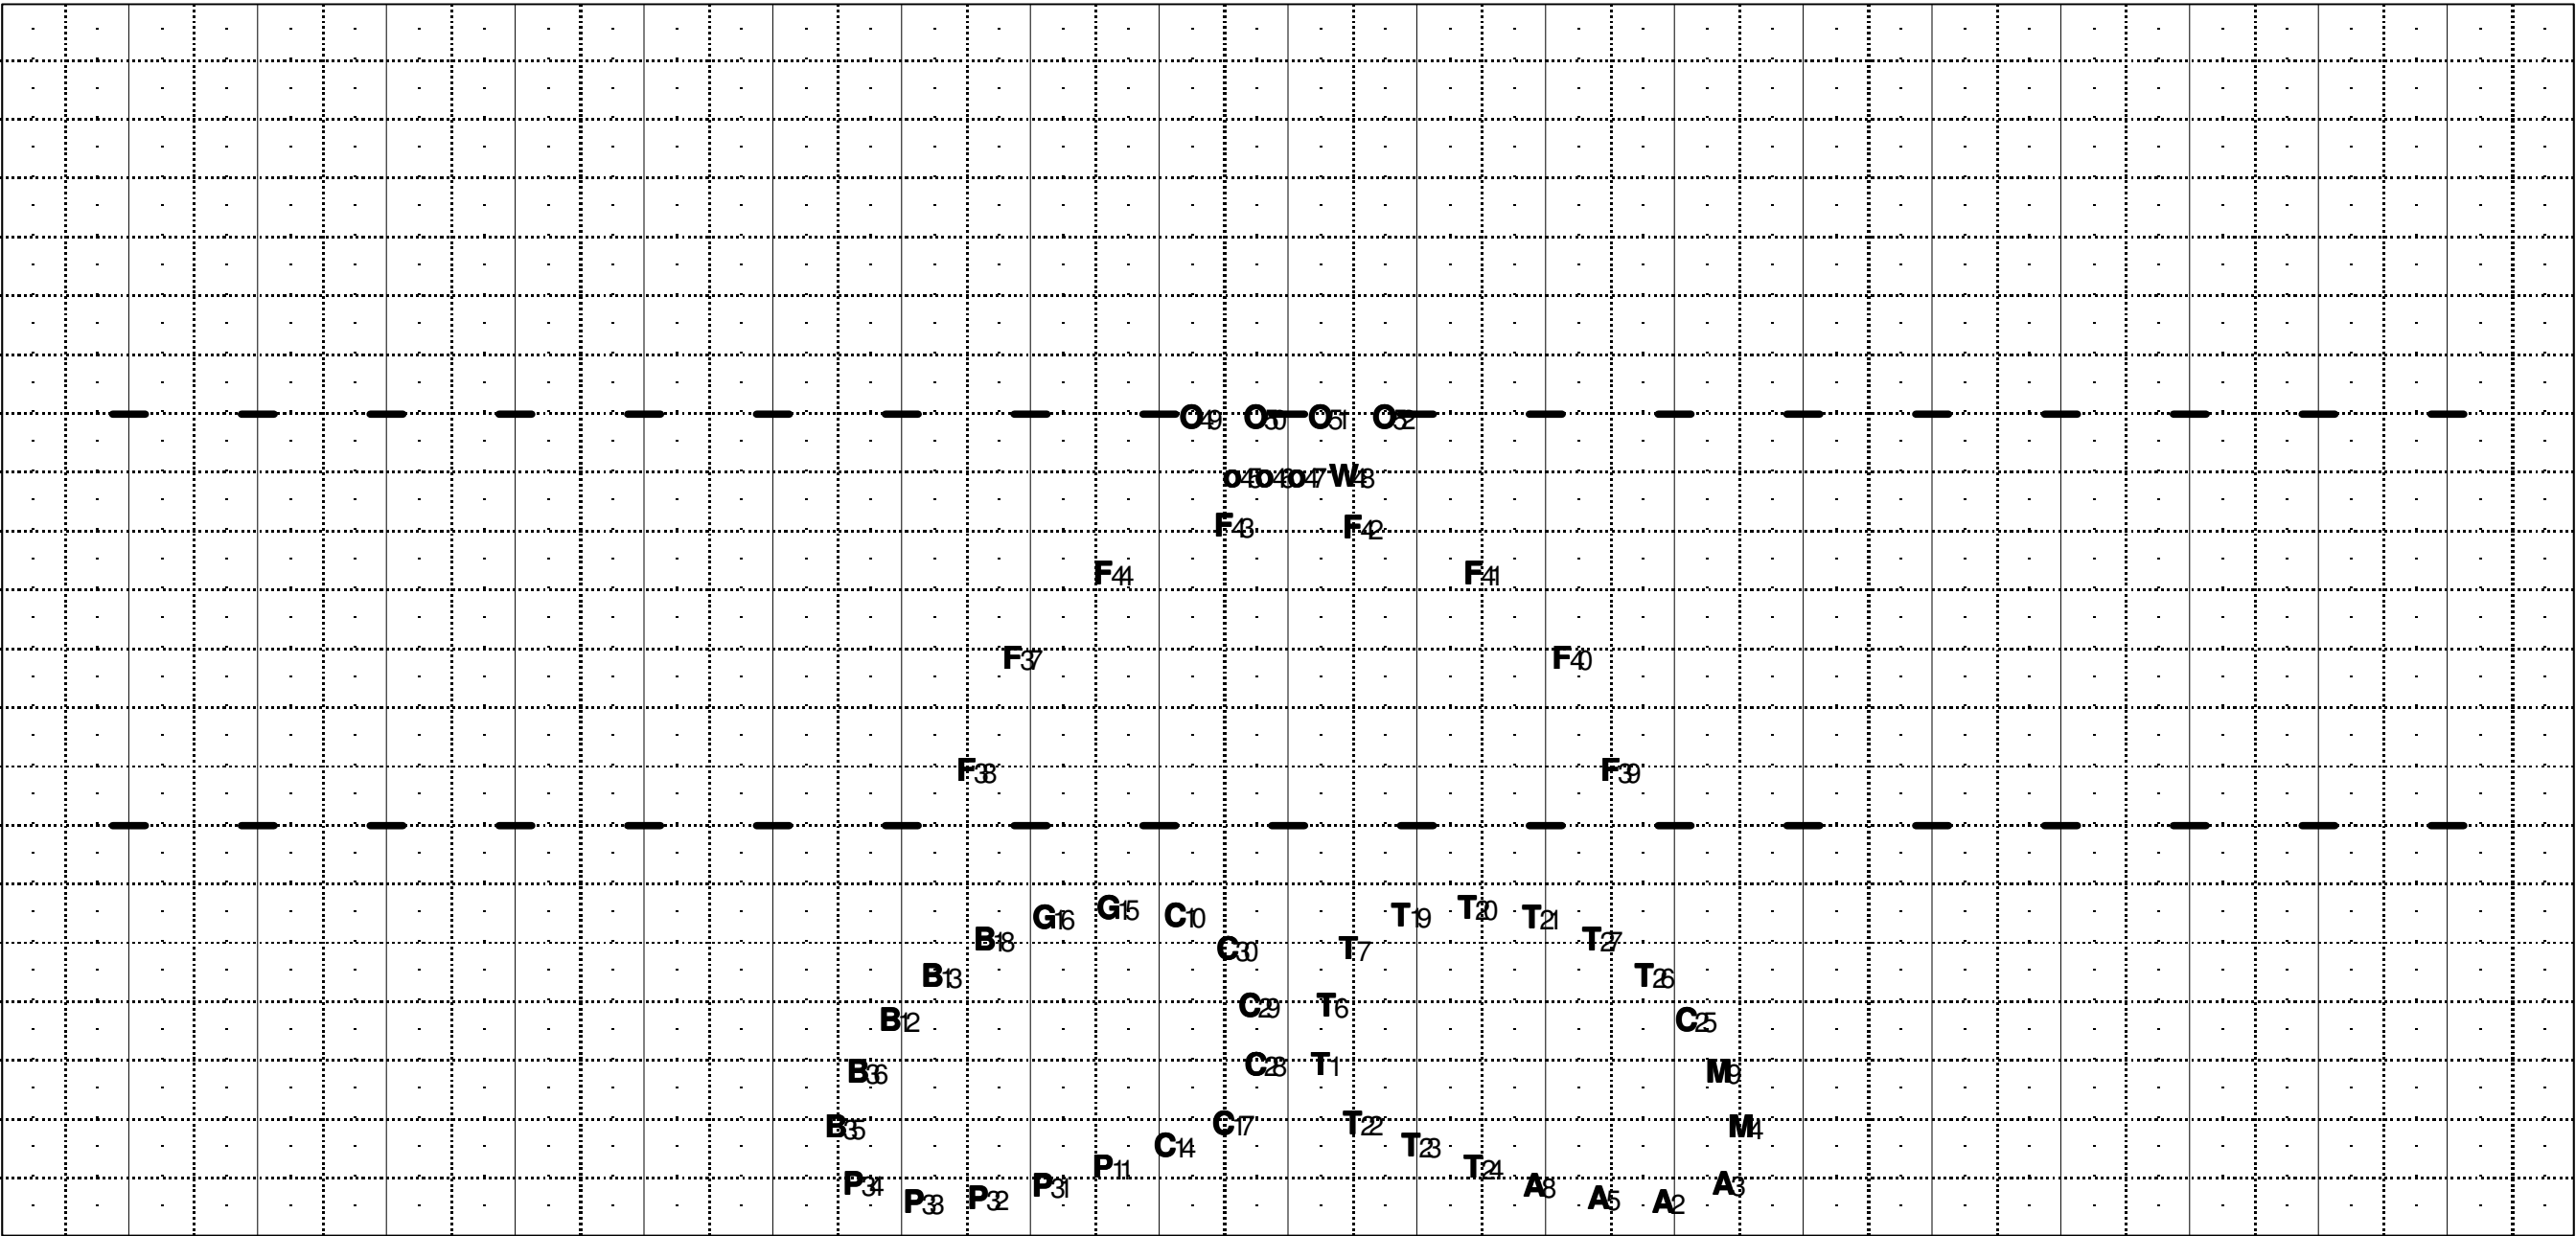 O49 O50 O51 O52
o45 o46 o47 W48
F43 F42
F44 F41
F37 F40
F38 F39
G16 G15 C10 T19 T20 T21
B18 C30 T7 T27
B13 T26
C29 T6
B12 C25
B36 C28 T1 M9
B35 C17 T22 M4
C14 T23
P11 T24
P34 P31 A8 A3
P33 P32 A5 A2